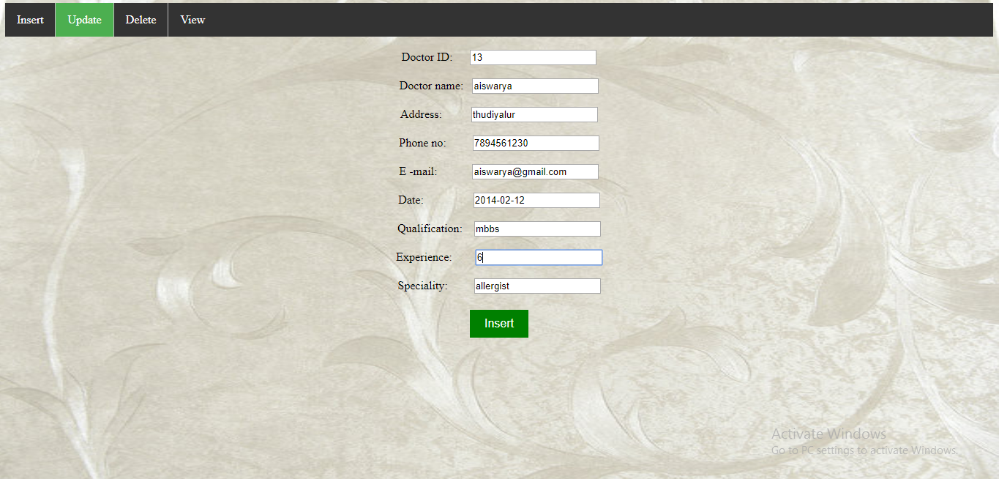 Insert Update Delete View
Doctor ID: 13
Doctor name: aiswarya
Address: thudiyalur
Phone no: 7894561230
E -mail: aiswarya@gmail.com
Date: 2014-02-12
Qualification: mbbs
Experience: 6
Speciality: allergist
Insert
Activate Windows
Go to PC settings to activate Windows.